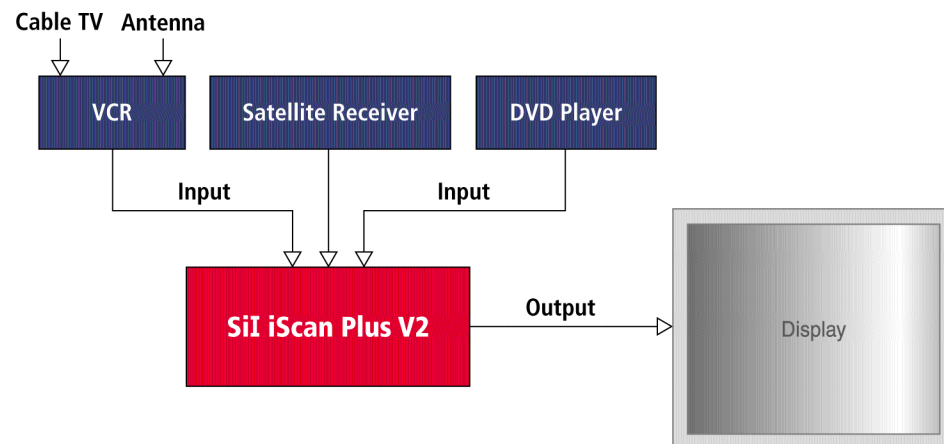 Cable TV Antenna
VCR Satellite Receiver DVD Player
Input Input
Output
SiI iScan Plus V2
Display